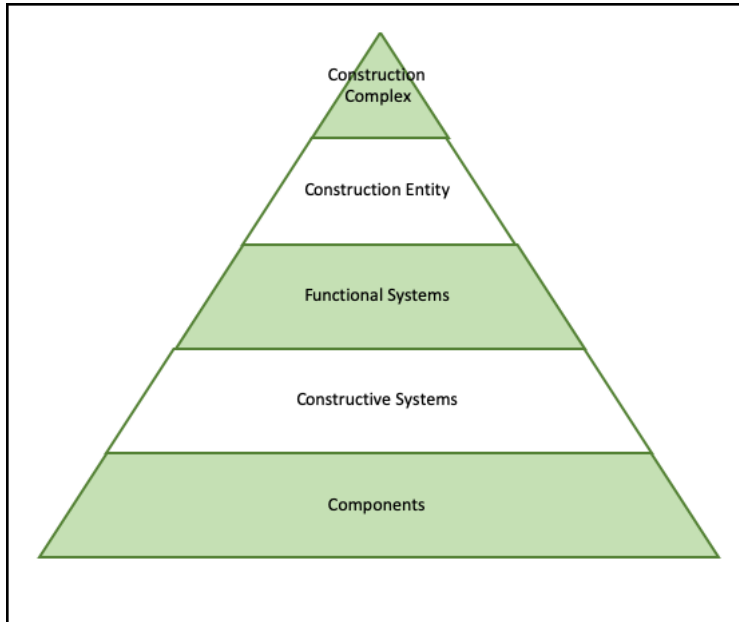 Construction
Complex
Construction Entity
Functional Systems
Constructive Systems
Components